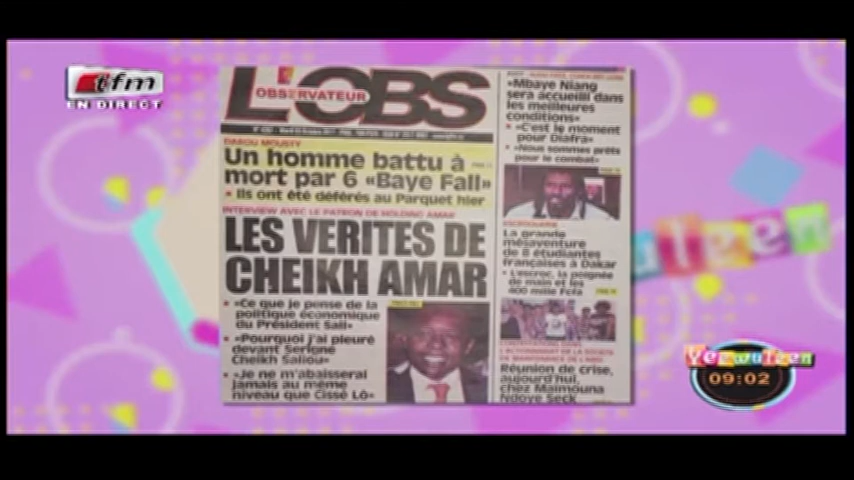 tfm
EN DIRECT
L'OBS
OBSERVATEUR
DAROU MOUSTY
Un homme battu à
mort par 6 «Baye Fall»
• Ils ont été déférés au Parquet hier
INTERVIEW AVEC LE PATRON DE HOLDING AMAR
LES VERITES DE
CHEIKH AMAR
• «Ce que je pense de la
politique économique
du Président Sall»
• «Pourquoi j'ai pleuré
devant Serigne
Cheikh Saliou»
• «Je ne m'abaisserai
jamais au même
niveau que Cissé Lô»
«Mbaye Niang
sera accueilli dans
les meilleures
conditions»
• «C'est le moment
pour Diafra»
• «Nous sommes prêts
pour le combat»
ESCROQUERIE
La grande
mésaventure
de 8 étudiantes
françaises à Dakar
• L'escroc, la poignée
de main et les
400 mille Fcfa
Réunion de crise,
aujourd'hui,
chez Maïmouna
Ndoye Seck
uleen
Yewouleen
09:02